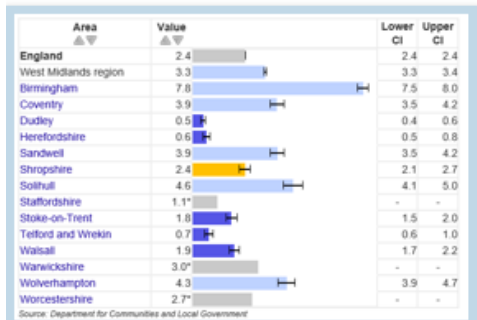 Area Value Lower CI Upper CI
England 2.4 2.4 2.4
West Midlands region 3.3 3.3 3.4
Birmingham 7.8 7.5 8.0
Coventry 3.9 3.5 4.2
Dudley 0.5 0.4 0.6
Herefordshire 0.6 0.5 0.8
Sandwell 3.9 3.5 4.2
Shropshire 2.4 2.1 2.7
Solihull 4.6 4.1 5.0
Staffordshire 1.1* - -
Stoke-on-Trent 1.8 1.5 2.0
Telford and Wrekin 0.7 0.6 1.0
Walsall 1.9 1.7 2.2
Warwickshire 3.0* - -
Wolverhampton 4.3 3.9 4.7
Worcestershire 2.7* - -
Source: Department for Communities and Local Government